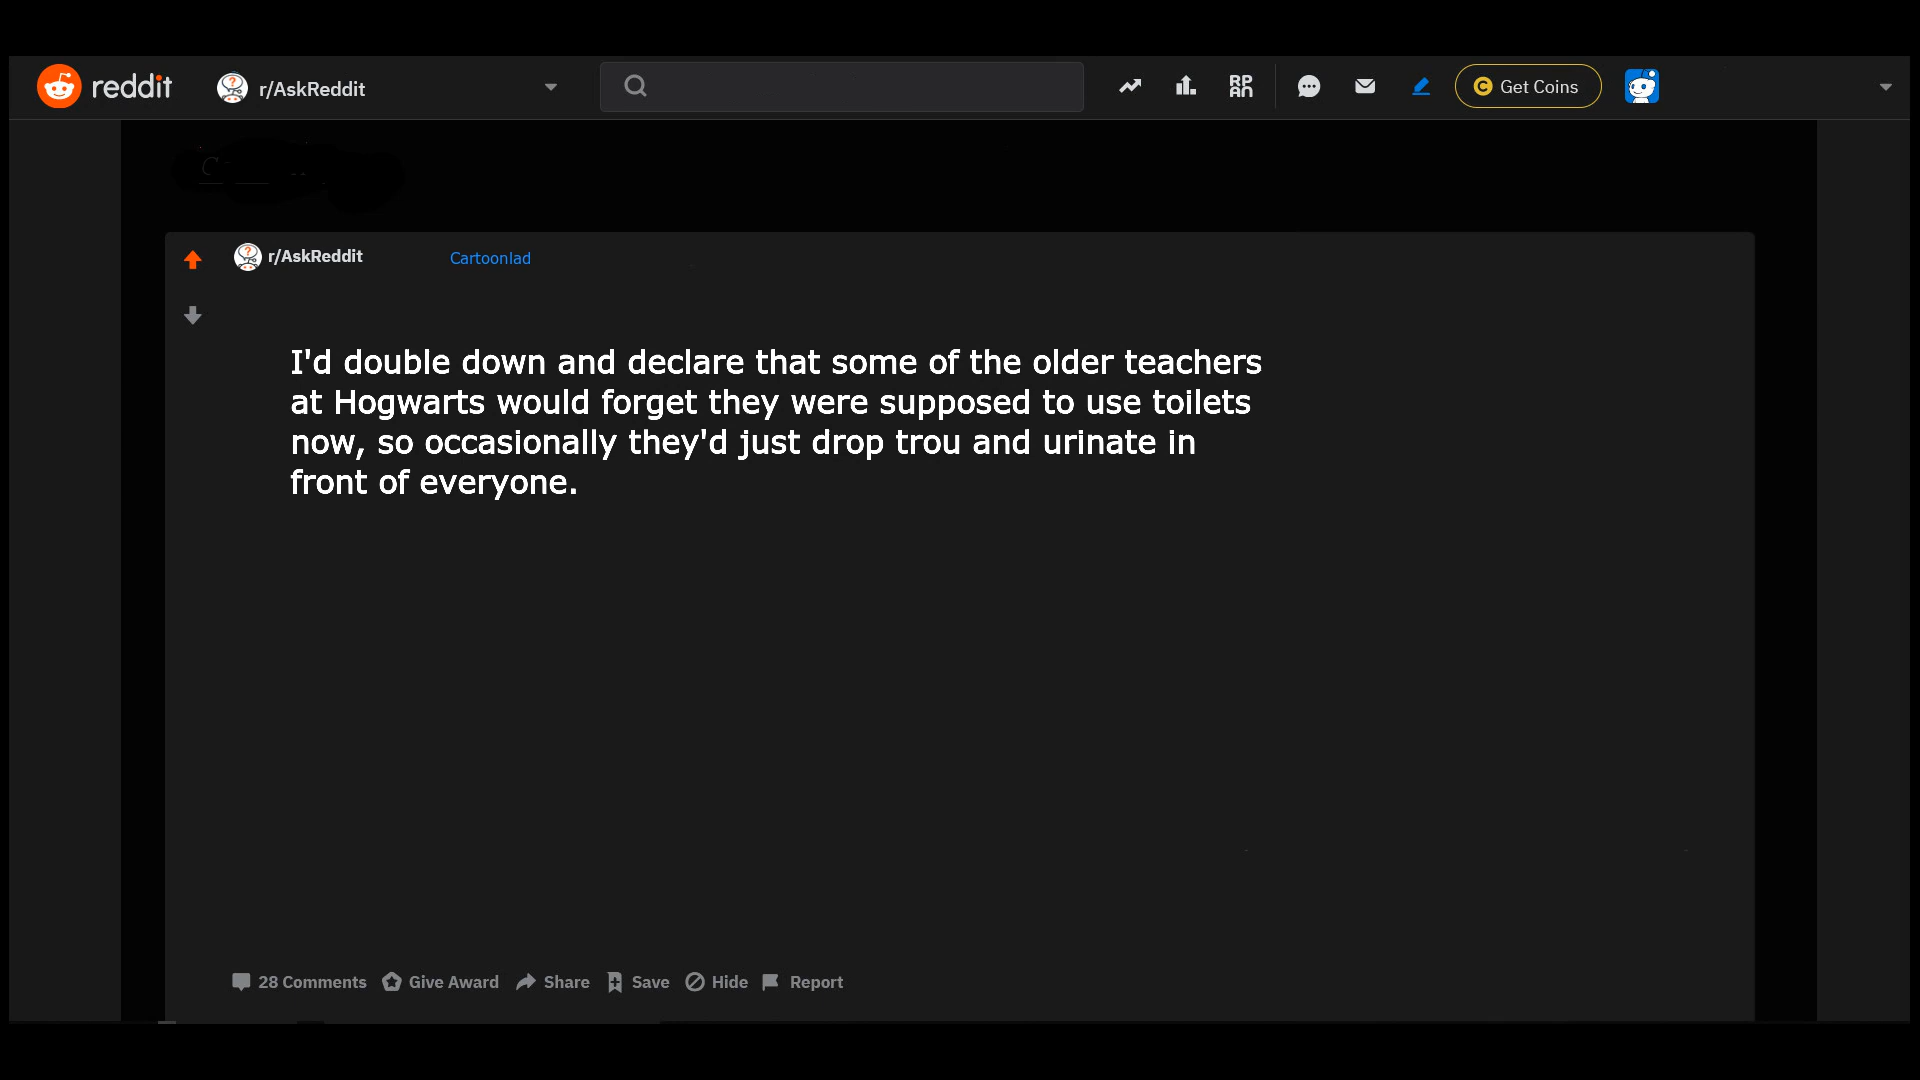 reddit r/AskReddit RPAN Get Coins
r/AskReddit Cartoonlad
I'd double down and declare that some of the older teachers
at Hogwarts would forget they were supposed to use toilets
now, so occasionally they'd just drop trou and urinate in
front of everyone.
28 Comments Give Award Share Save Hide Report